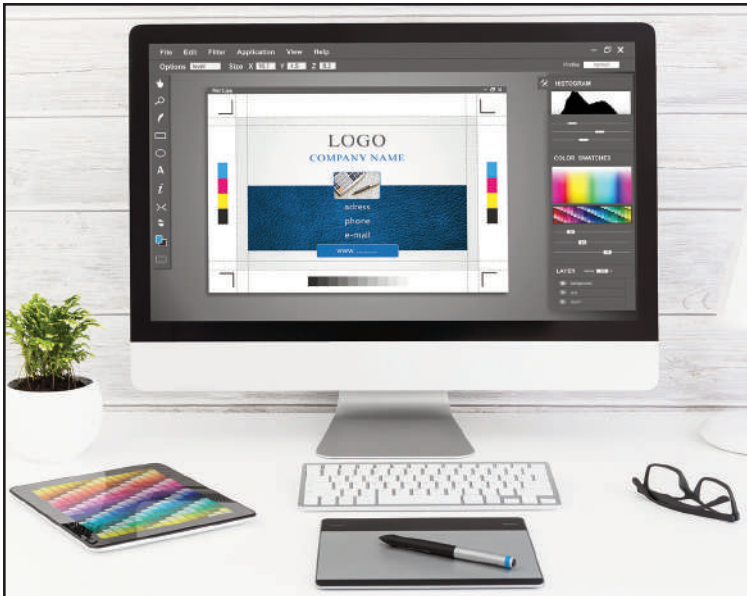 File Edit Filter Application View Help
Options Size X Y Z
HISTOGRAM
LOGO
COMPANY NAME
adress
phone
e-mail
www
COLOR SWATCHES
LAYER
A
i